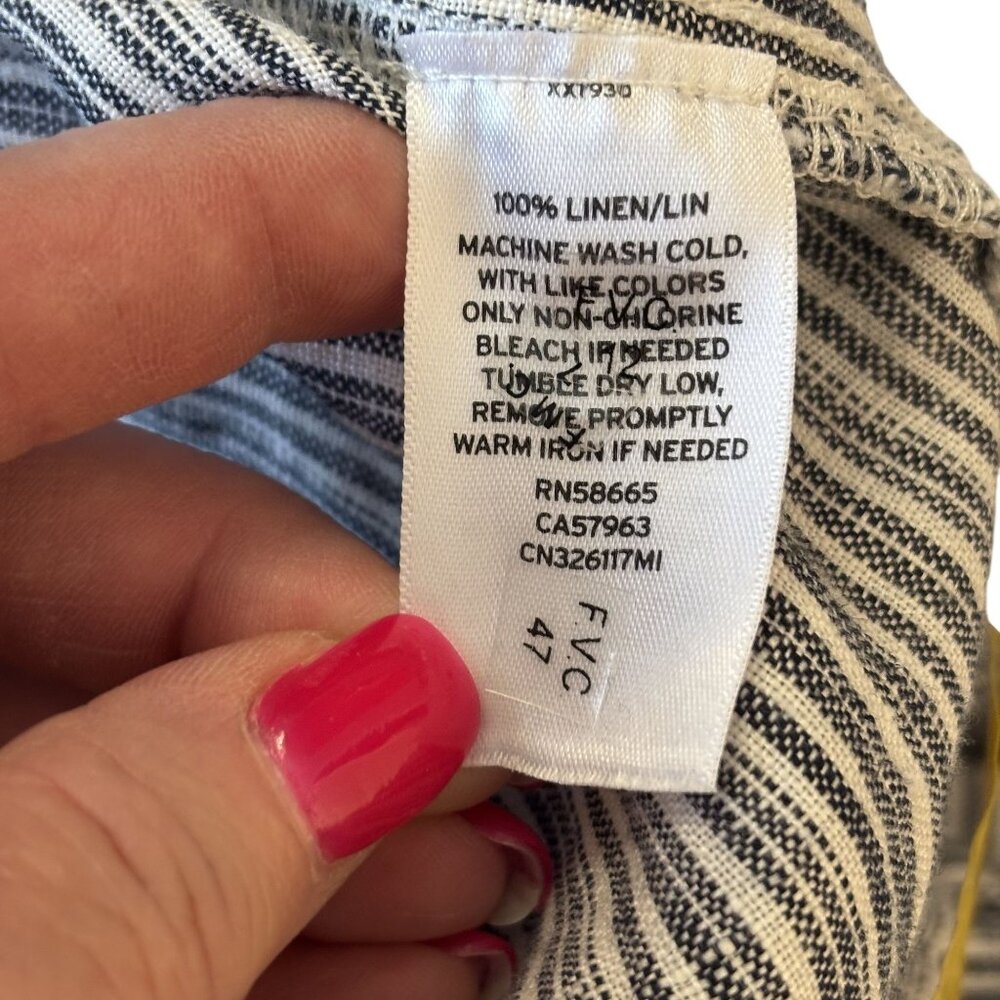 100% LINEN/LIN
MACHINE WASH COLD,
WITH LIKE COLORS
ONLY NON-CHLORINE
BLEACH IF NEEDED
TUMBLE DRY LOW,
REMOVE PROMPTLY
WARM IRON IF NEEDED
RN58665
CA57963
CN326117MI
F.V.C
47